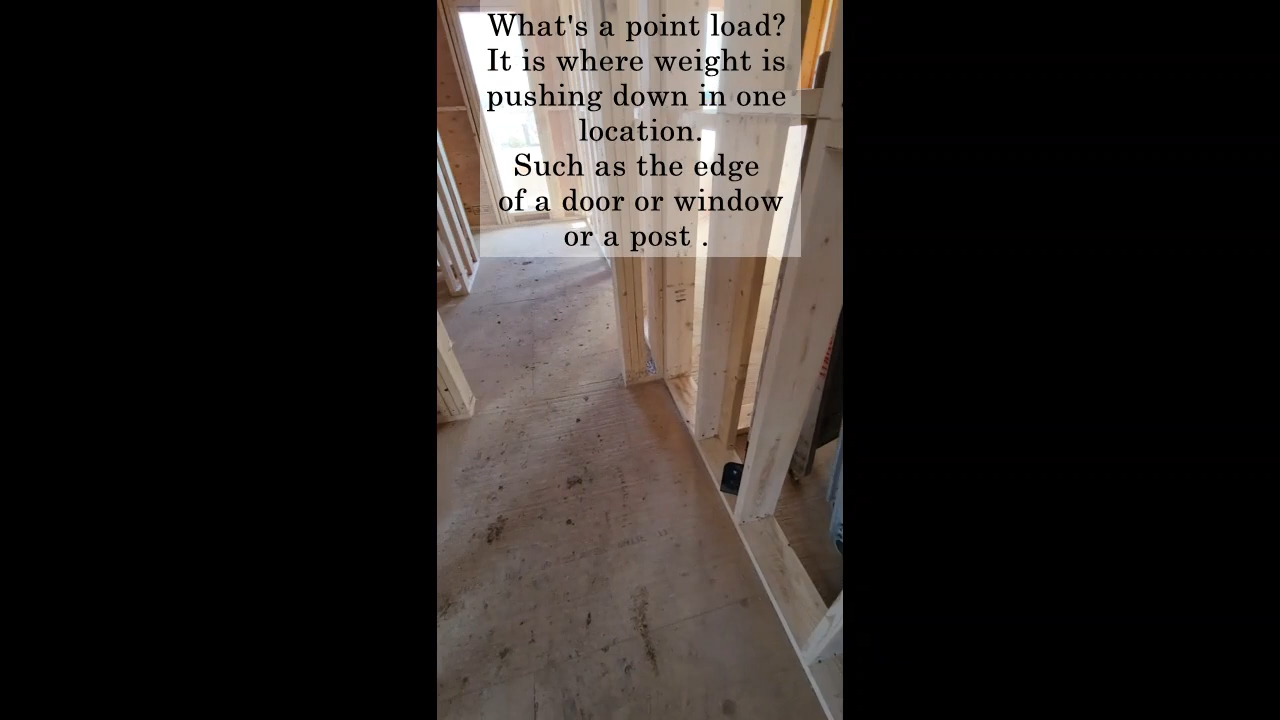 What's a point load?
It is where weight is
pushing down in one
location.
Such as the edge
of a door or window
or a post .